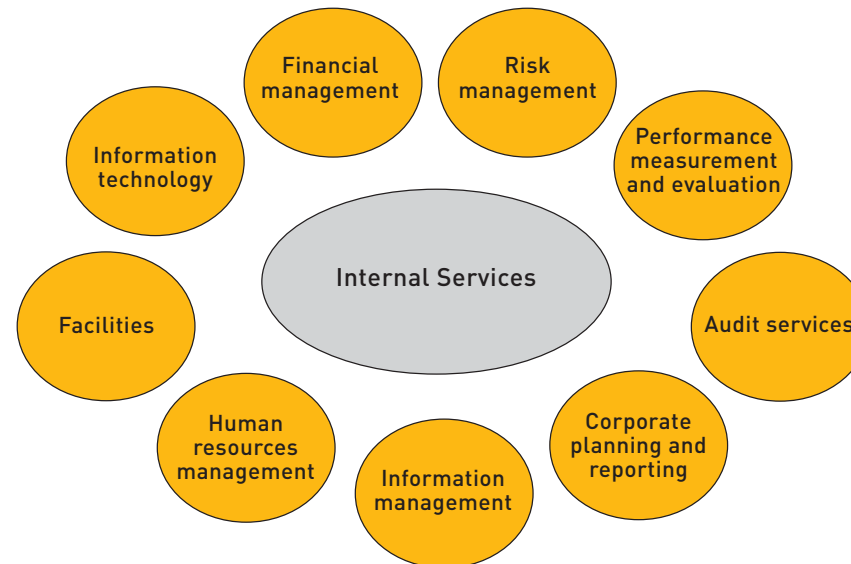 Financial
management
Risk
management
Information
technology
Performance
measurement
and evaluation
Internal Services
Facilities
Audit services
Human
resources
management
Information
management
Corporate
planning and
reporting